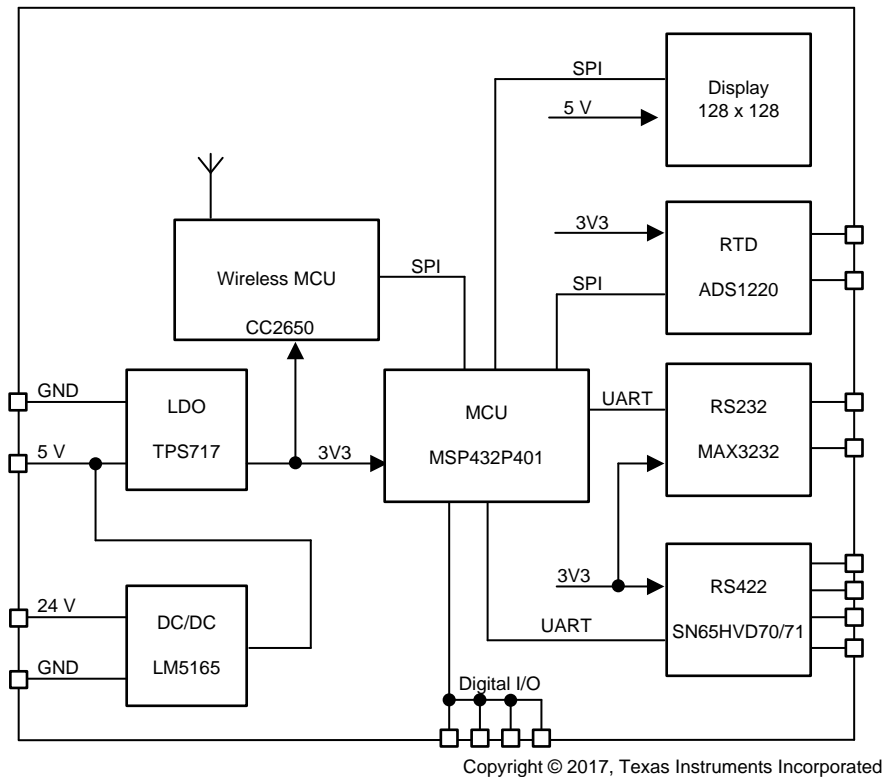 SPI
Display
128 x 128
5 V
3V3
RTD
ADS1220
SPI
Wireless MCU
CC2650
SPI
GND
LDO
TPS717
5 V
3V3
MCU
MSP432P401
UART
RS232
MAX3232
3V3
RS422
SN65HVD70/71
UART
24 V
DC/DC
LM5165
GND
Digital I/O
Copyright © 2017, Texas Instruments Incorporated